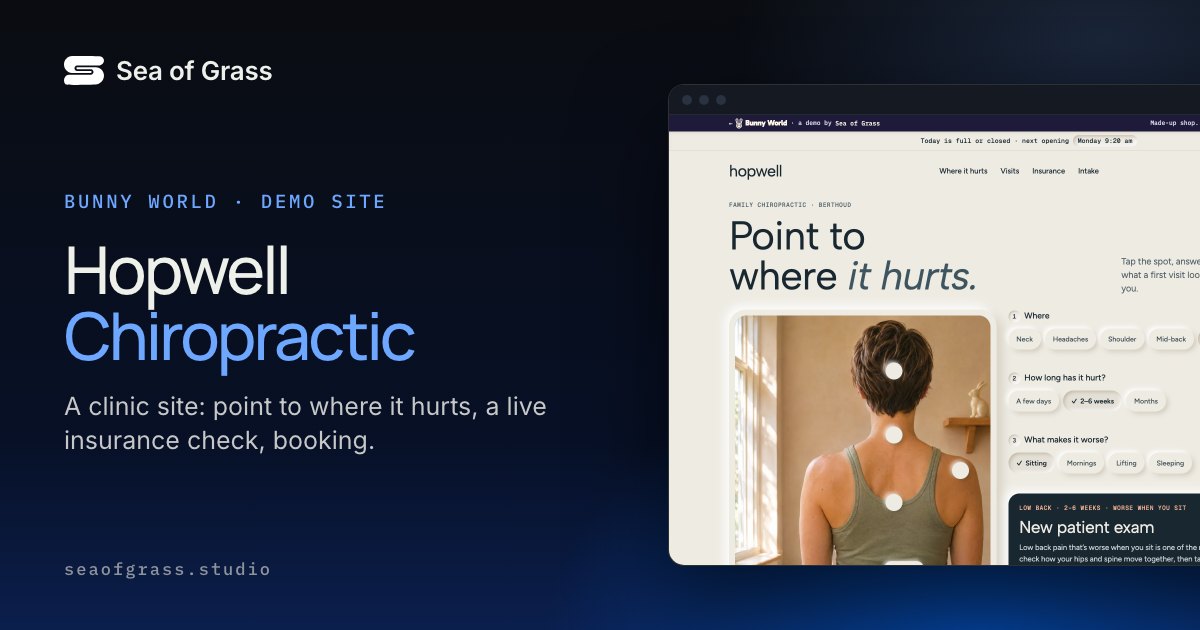 Sea of Grass
BUNNY WORLD · DEMO SITE
Hopwell
Chiropractic
A clinic site: point to where it hurts, a live
insurance check, booking.
seaofgrass.studio
← Bunny World · a demo by Sea of Grass
Made-up shop.
Today is full or closed · next opening Monday 9:20 am
hopwell
Where it hurts Visits Insurance Intake
FAMILY CHIROPRACTIC · BERTHOUD
Point to
where it hurts.
Tap the spot, answe
what a first visit loo
you.
1 Where
Neck Headaches Shoulder Mid-back
2 How long has it hurt?
A few days ✓ 2–6 weeks Months
3 What makes it worse?
✓ Sitting Mornings Lifting Sleeping
LOW BACK · 2–6 WEEKS · WORSE WHEN YOU SIT
New patient exam
Low back pain that's worse when you sit is one of the
check how your hips and spine move together, then ta